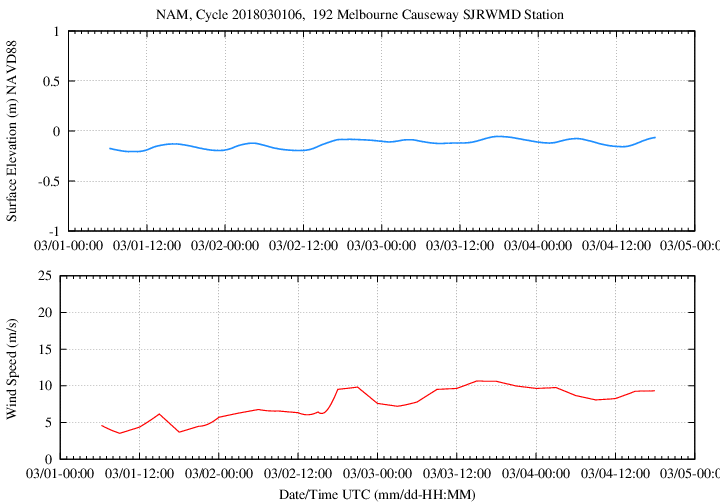 NAM, Cycle 2018030106,  192 Melbourne Causeway SJRWMD Station
Surface Elevation (m) NAVD88
1
0.5
0
-0.5
-1
03/01-00:00 03/01-12:00 03/02-00:00 03/02-12:00 03/03-00:00 03/03-12:00 03/04-00:00 03/04-12:00 03/05-00:0
Wind Speed (m/s)
25
20
15
10
5
0
03/01-00:00 03/01-12:00 03/02-00:00 03/02-12:00 03/03-00:00 03/03-12:00 03/04-00:00 03/04-12:00 03/05-00:0
Date/Time UTC (mm/dd-HH:MM)